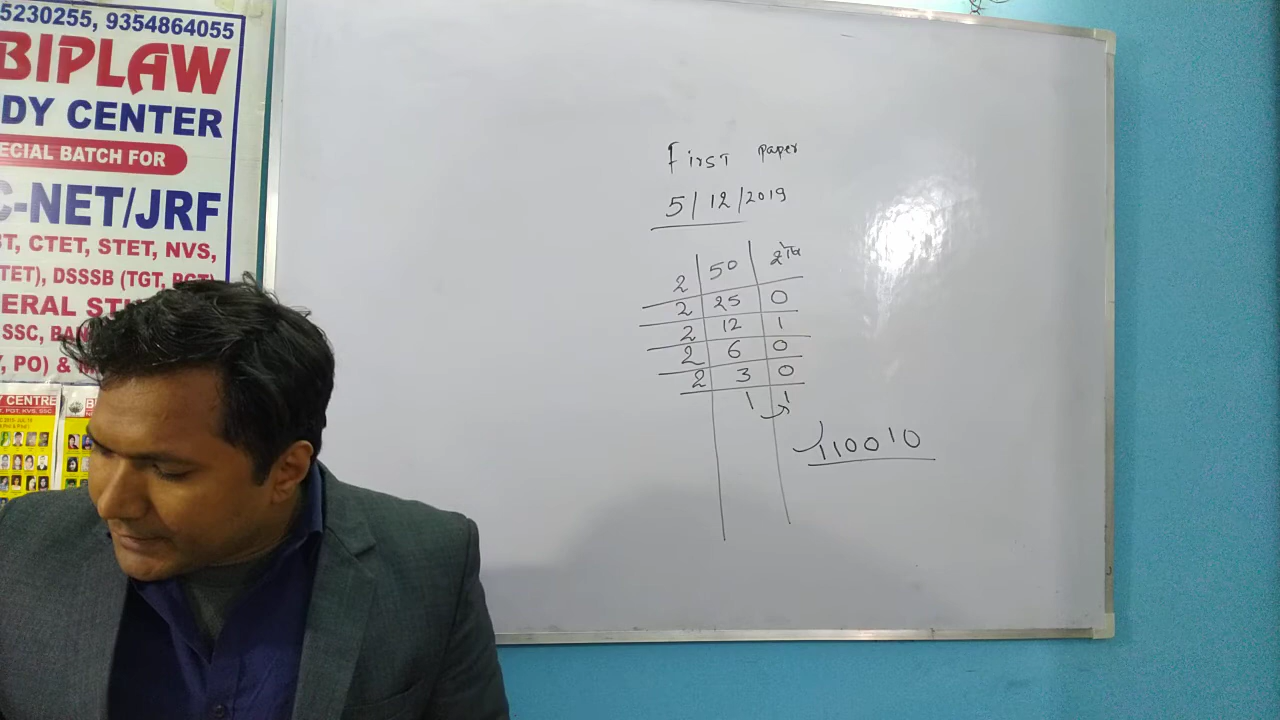 5230255, 9354864055
BIPLAW
DY CENTER
ECIAL BATCH FOR
C-NET/JRF
T, CTET, STET, NVS,
TET), DSSSB (TGT, PGT)
ERAL ST
SSC, BAN
, PO) &
Y CENTRE
First paper
5/12/2019
2 50 शेष
2 25 0
2 12 1
2 6 0
2 3 0
1 1
110010